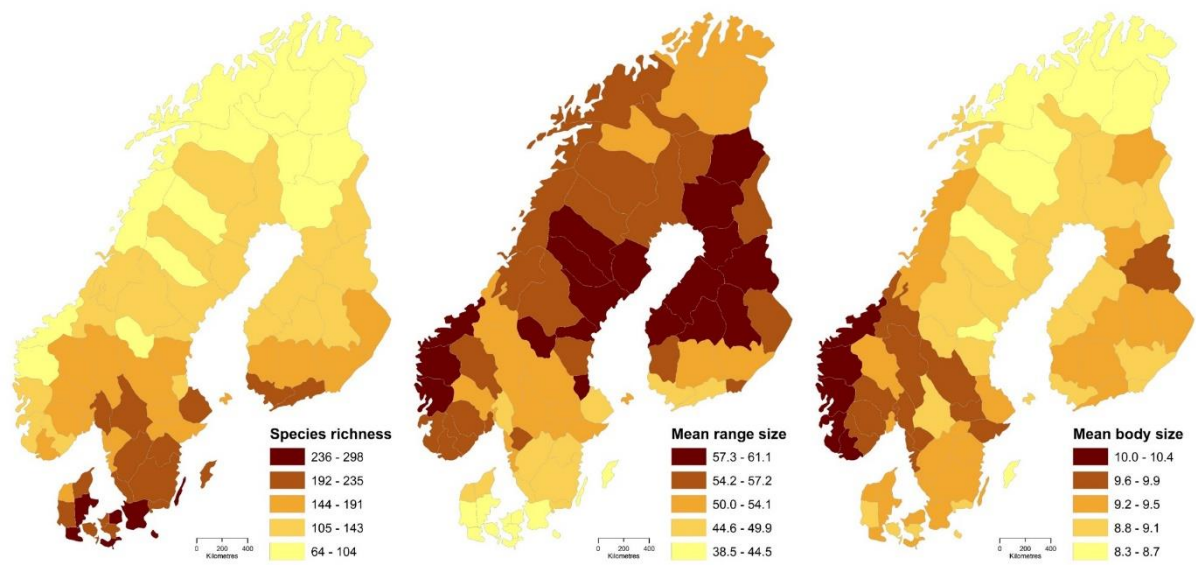 Species richness
236 - 298
192 - 235
144 - 191
105 - 143
64 - 104
0 200 400
Kilometres
Mean range size
57.3 - 61.1
54.2 - 57.2
50.0 - 54.1
44.6 - 49.9
38.5 - 44.5
0 200 400
Kilometres
Mean body size
10.0 - 10.4
9.6 - 9.9
9.2 - 9.5
8.8 - 9.1
8.3 - 8.7
0 200 400
Kilometres